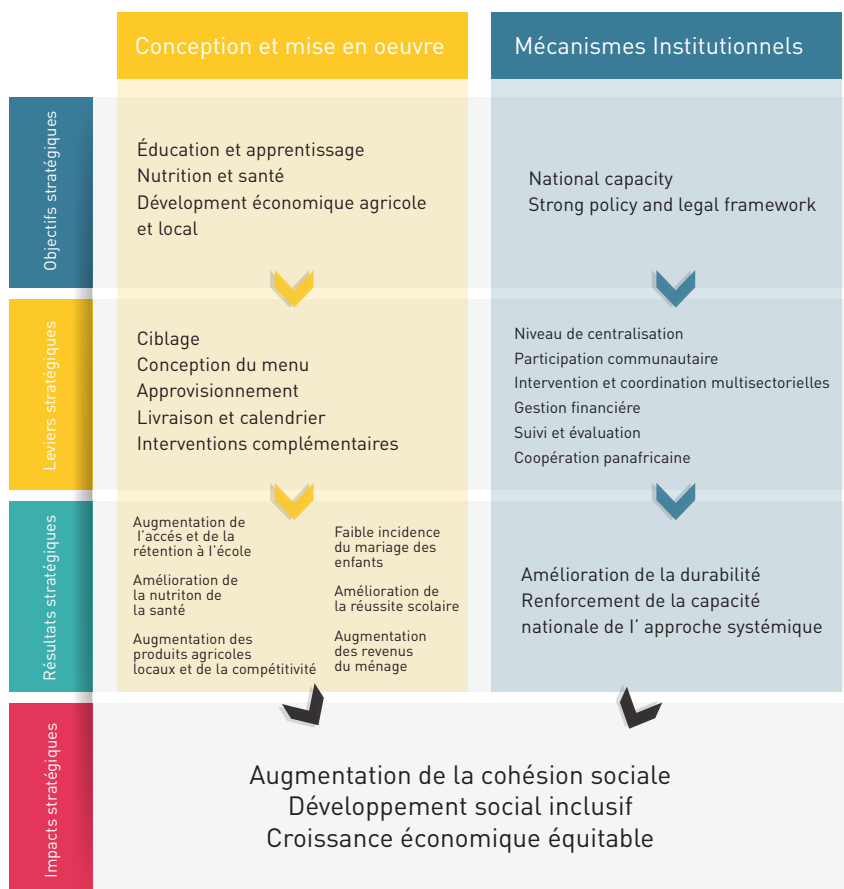 Conception et mise en oeuvre
Mécanismes Institutionnels
Objectifs stratégiques
Éducation et apprentissage
Nutrition et santé
Dévelopment économique agricole
et local
National capacity
Strong policy and legal framework
Leviers stratégiques
Ciblage
Conception du menu
Approvisionnement
Livraison et calendrier
Interventions complémentaires
Niveau de centralisation
Participation communautaire
Intervention et coordination multisectorielles
Gestion financiére
Suivi et évaluation
Coopération panafricaine
Résultats stratégiques
Augmentation de
l'accés et de la
rétention à l'école
Amélioration de
la nutriton de
la santé
Augmentation des
produits agricoles
locaux et de la compétitivité
Faible incidence
du mariage des
enfants
Amélioration de
la réussite scolaire
Augmentation
des revenus
du ménage
Amélioration de la durabilité
Renforcement de la capacité
nationale de l' approche systémique
Impacts stratégiques
Augmentation de la cohésion sociale
Développement social inclusif
Croissance économique équitable